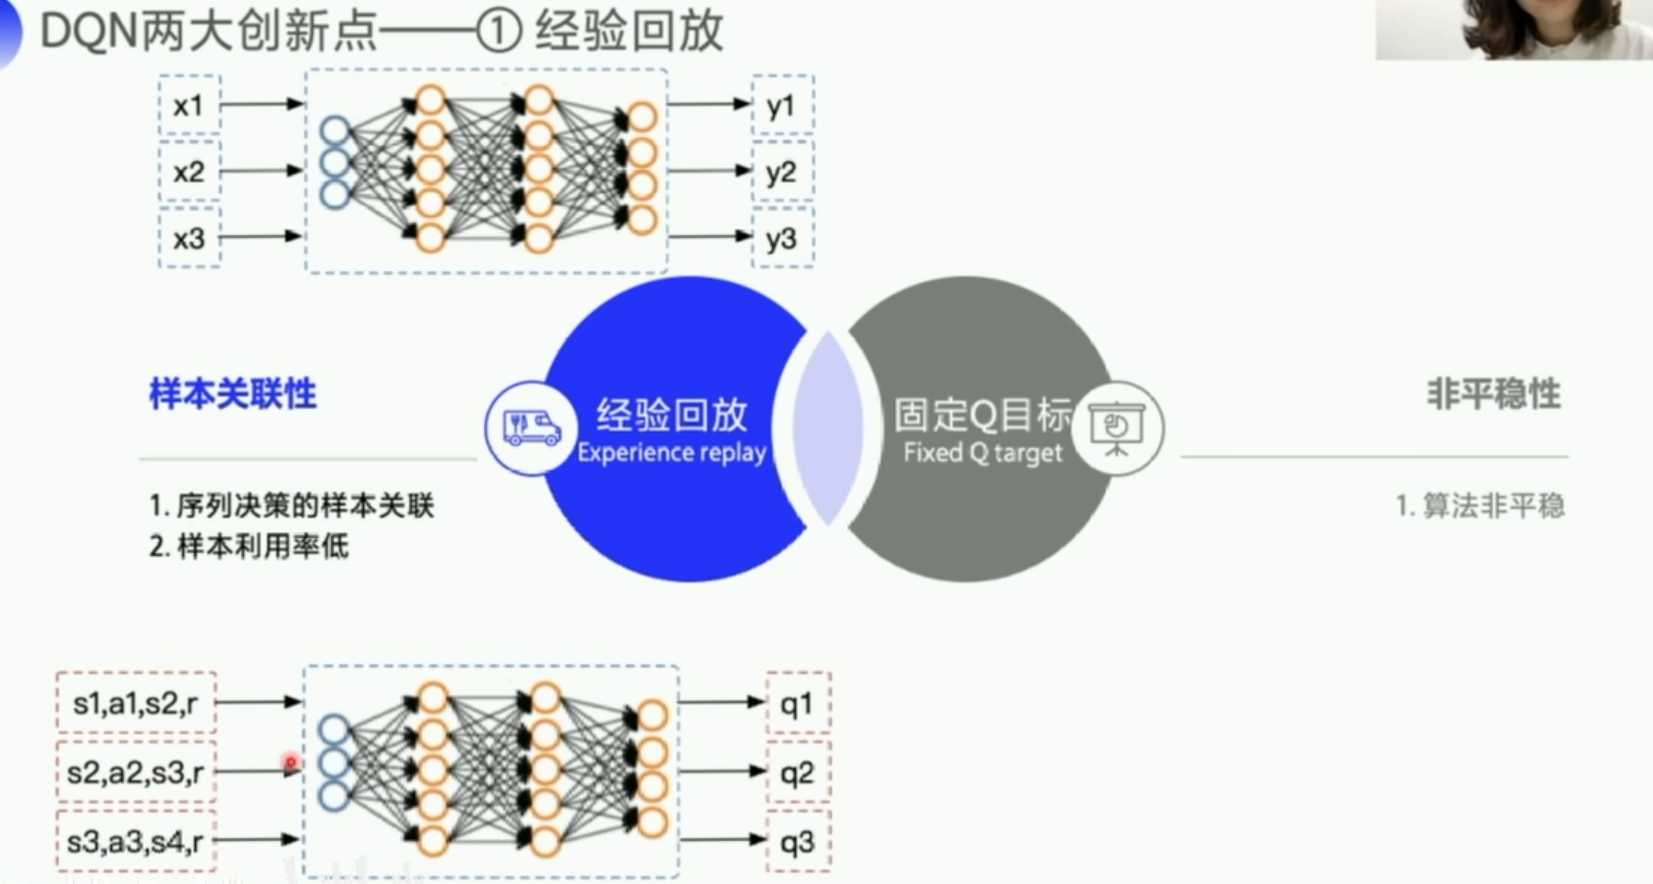 DQN两大创新点——① 经验回放
x1
y1
x2
y2
x3
y3
样本关联性
1. 序列决策的样本关联
2. 样本利用率低
经验回放
Experience replay
固定Q目标
Fixed Q target
非平稳性
1. 算法非平稳
s1,a1,s2,r
q1
s2,a2,s3,r
q2
s3,a3,s4,r
q3